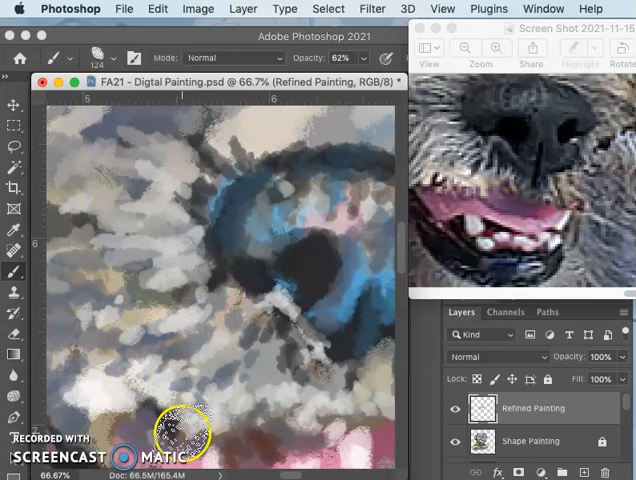 Photoshop File Edit Image Layer Type Select Filter 3D View Plugins Window Help
Adobe Photoshop 2021
Screen Shot 2021-11-15
124 Mode: Normal Opacity: 62%
View Zoom Share Highlight Rotate
FA21 - Digtal Painting.psd @ 66.7% (Refined Painting, RGB/8) *
5 6
6
7
Layers Channels Paths
Kind
Normal Opacity: 100%
Lock: Fill: 100%
Refined Painting
Shape Painting
RECORDED WITH
SCREENCAST MATIC
66.67% Doc: 66.5M/165.4M
fx